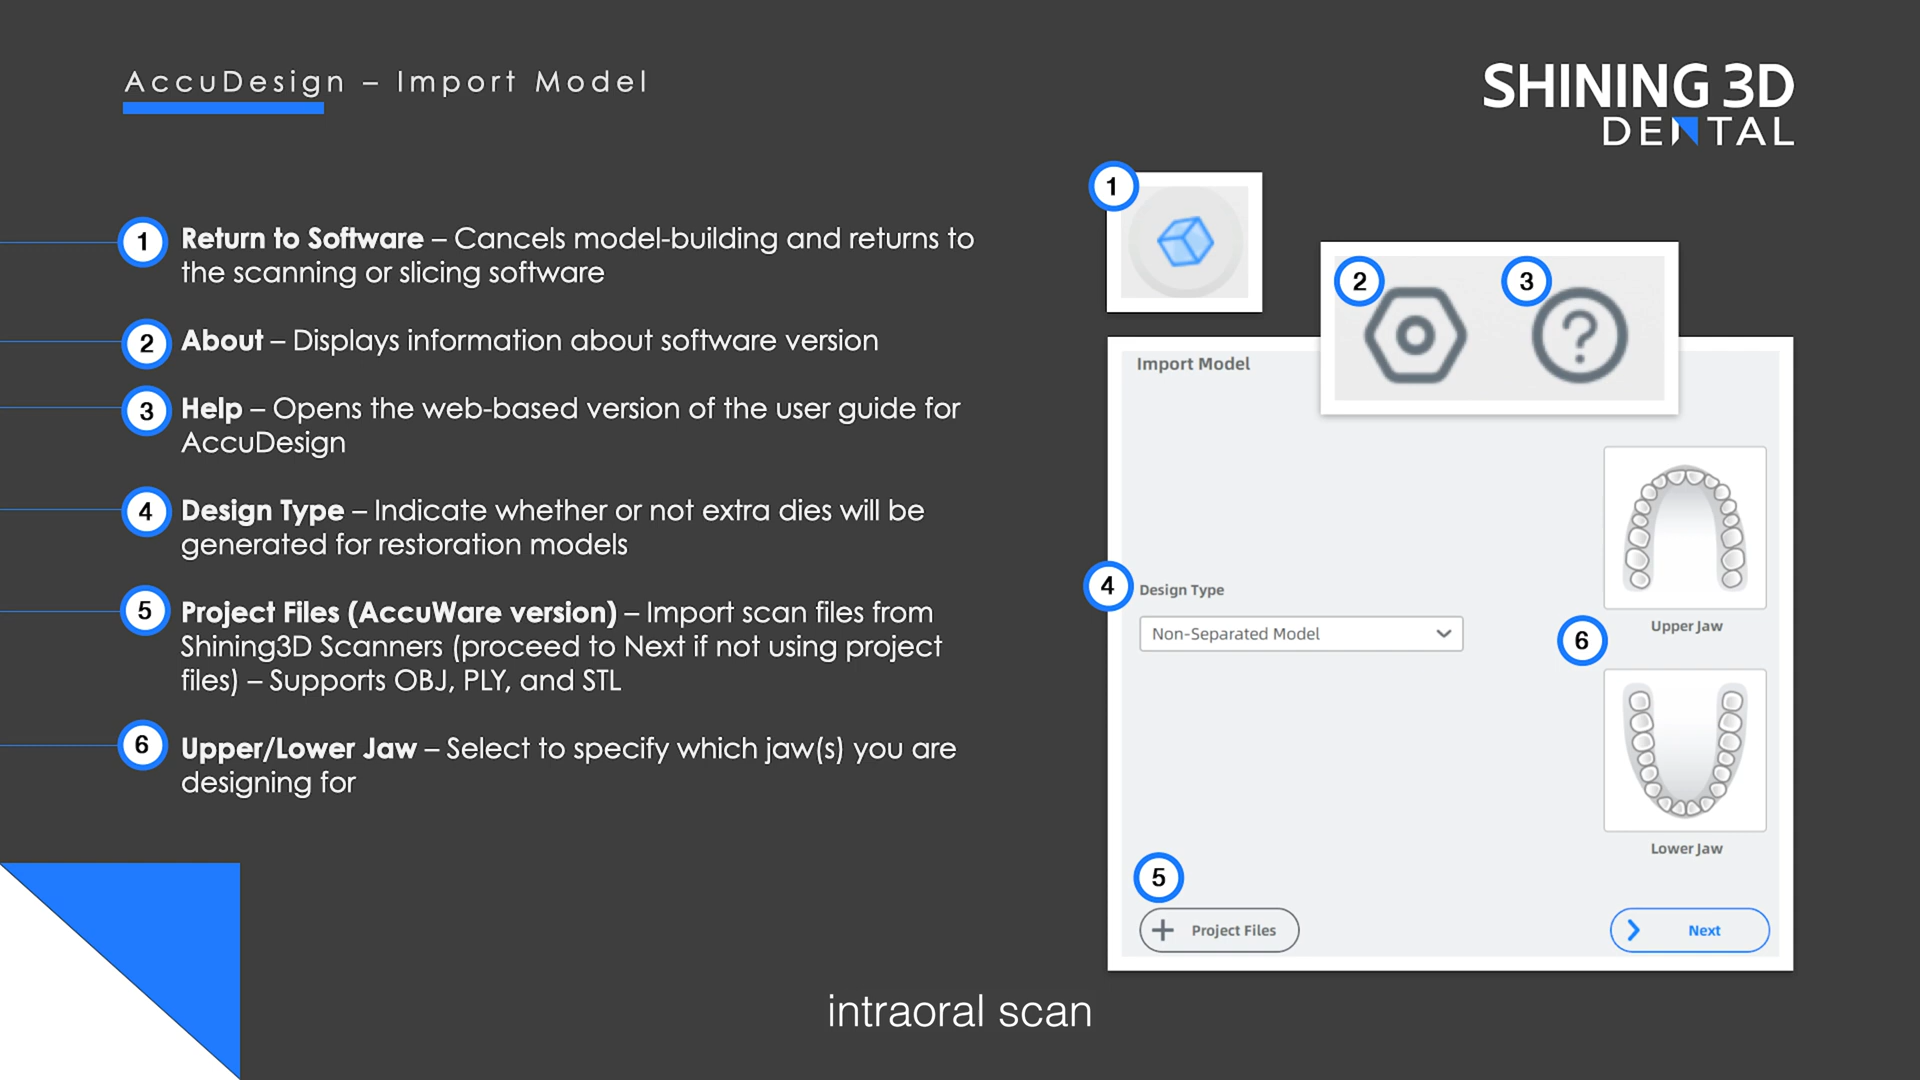 AccuDesign – Import Model
SHINING 3D
DENTAL
1 Return to Software – Cancels model-building and returns to
the scanning or slicing software
2 About – Displays information about software version
3 Help – Opens the web-based version of the user guide for
AccuDesign
4 Design Type – Indicate whether or not extra dies will be
generated for restoration models
5 Project Files (AccuWare version) – Import scan files from
Shining3D Scanners (proceed to Next if not using project
files) – Supports OBJ, PLY, and STL
6 Upper/Lower Jaw – Select to specify which jaw(s) you are
designing for
1
2
3
?
Import Model
4 Design Type
Non-Separated Model
Upper Jaw
6
Lower Jaw
5
+ Project Files
Next
intraoral scan